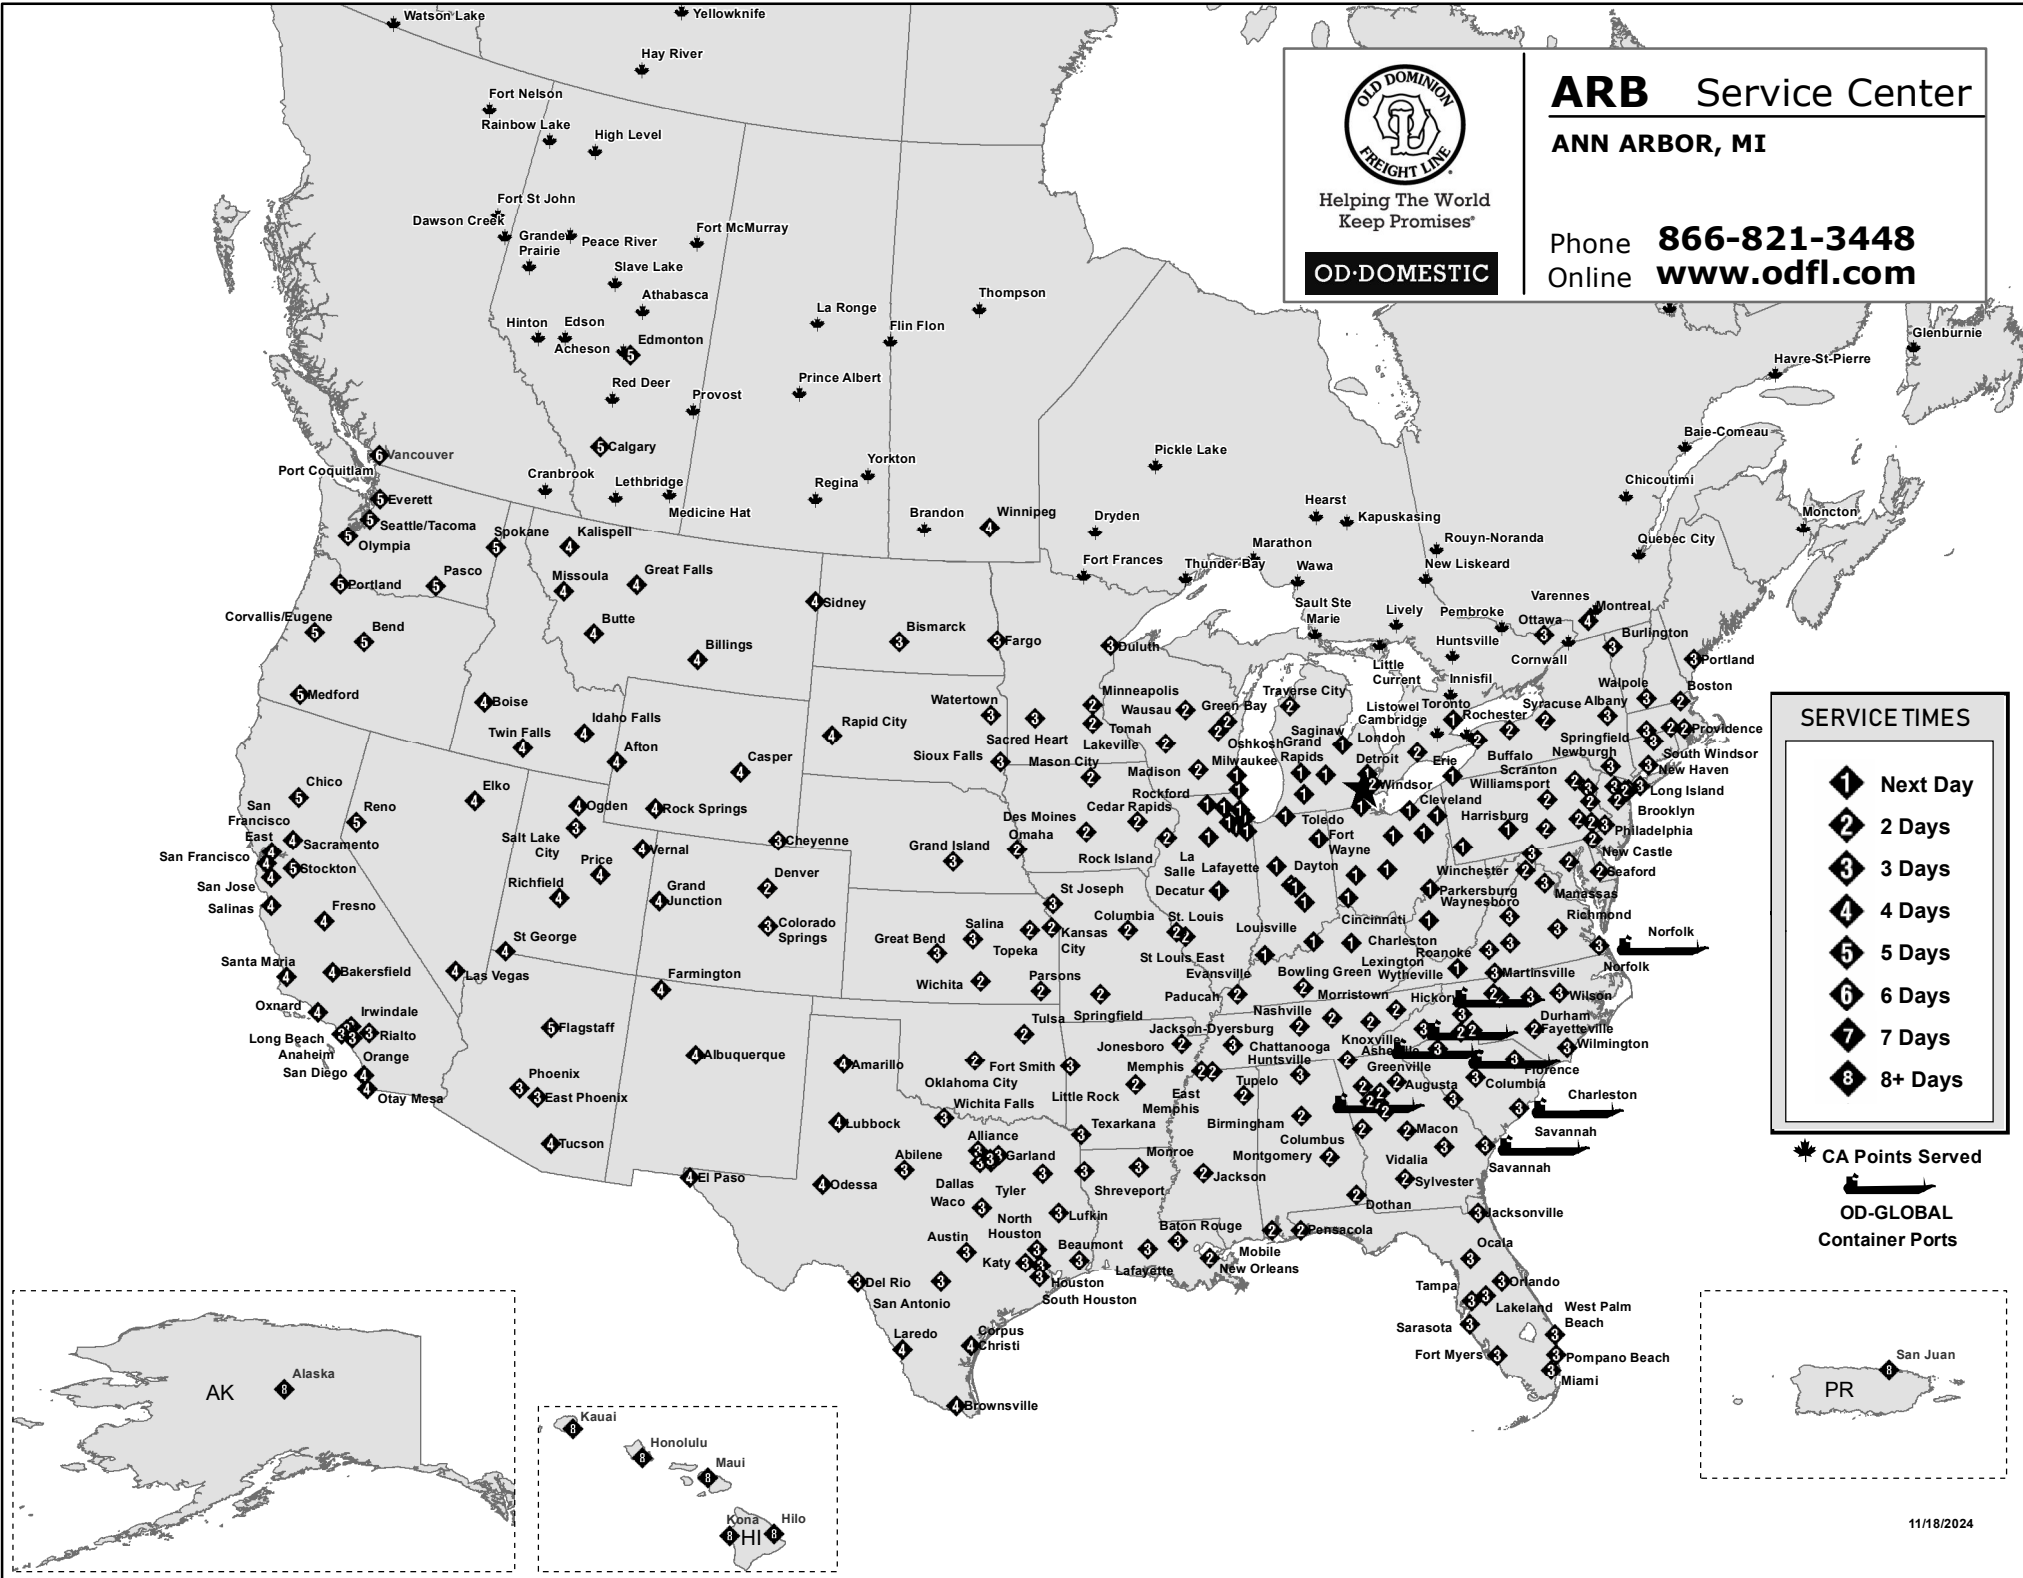 Watson Lake
Yellowknife
Hay River
Fort Nelson
Rainbow Lake
High Level
Fort St John
Dawson Creek
Grande
Prairie
Peace River
Fort McMurray
Slave Lake
Athabasca
Hinton
Edson
Acheson
Edmonton
5
La Ronge
Flin Flon
Thompson
Red Deer
Provost
Prince Albert
Calgary
5
Cranbrook
Lethbridge
Medicine Hat
Regina
Yorkton
Brandon
Winnipeg
4
Pickle Lake
Dryden
Fort Frances
Thunder Bay
Hearst
Kapuskasing
Marathon
Wawa
Sault Ste
Marie
Rouyn-Noranda
New Liskeard
Lively
Pembroke
Huntsville
Little
Current
Innisfil
Varennes
Montreal
Ottawa
Cornwall
Baie-Comeau
Chicoutimi
Quebec City
Moncton
Havre-St-Pierre
Glenburnie
OLD DOMINION
FREIGHT LINE
Helping The World
Keep Promises
OD·DOMESTIC
ARB Service Center
ANN ARBOR, MI
Phone 866-821-3448
Online www.odfl.com
Vancouver
Port Coquitlam
Everett
Seattle/Tacoma
Olympia
Spokane
Kalispell
Portland
Pasco
Missoula
Great Falls
Corvallis/Eugene
Bend
Butte
Billings
Sidney
Bismarck
Fargo
Duluth
Medford
Boise
Twin Falls
Idaho Falls
Afton
Casper
Rapid City
Watertown
Sacred Heart
Sioux Falls
Minneapolis
Lakeville
Wausau
Tomah
Green Bay
Oshkosh
Traverse City
Saginaw
Grand
Rapids
Mason City
Madison
Milwaukee
Rockford
Cedar Rapids
Des Moines
Omaha
Rock Island
La
Salle
Listowel
Cambridge
Toronto
London
Detroit
Windsor
Erie
Buffalo
Rochester
Syracuse
Albany
Burlington
Walpole
Portland
Boston
Providence
Springfield
South Windsor
Newburgh
New Haven
Long Island
Scranton
Williamsport
Brooklyn
Harrisburg
Philadelphia
New Castle
Seaford
Winchester
Manassas
Richmond
Norfolk
Norfolk
Cleveland
Toledo
Fort
Wayne
Lafayette
Dayton
Decatur
Parkersburg
Waynesboro
Cincinnati
Charleston
Louisville
Lexington
Roanoke
Wytheville
Martinsville
Evansville
Bowling Green
Paducah
Morristown
Hickory
Wilson
Durham
Fayetteville
Wilmington
Nashville
Knoxville
Asheville
Jackson-Dyersburg
Chattanooga
Huntsville
Greenville
Augusta
Florence
Columbia
Charleston
Savannah
Savannah
Chico
Reno
Elko
San
Francisco
East
Sacramento
San Francisco
Stockton
San Jose
Salinas
Fresno
Santa Maria
Bakersfield
Oxnard
Irwindale
Long Beach
Rialto
Anaheim
Orange
San Diego
Otay Mesa
Las Vegas
St George
Ogden
Salt Lake
City
Price
Richfield
Rock Springs
Vernal
Grand
Junction
Cheyenne
Denver
Colorado
Springs
Farmington
Flagstaff
Albuquerque
Phoenix
East Phoenix
Tucson
El Paso
Grand Island
St Joseph
Salina
Great Bend
Topeka
Kansas
City
Columbia
St. Louis
St Louis East
Wichita
Parsons
Springfield
Tulsa
Amarillo
Oklahoma City
Fort Smith
Wichita Falls
Lubbock
Little Rock
Jonesboro
Memphis
East
Memphis
Tupelo
Birmingham
Columbus
Montgomery
Macon
Vidalia
Sylvester
Dothan
Texarkana
Alliance
Garland
Abilene
Dallas
Tyler
Waco
Odessa
Monroe
Shreveport
Jackson
Lufkin
North
Houston
Austin
Katy
Beaumont
Houston
South Houston
Del Rio
San Antonio
Laredo
Corpus
Christi
Brownsville
Lafayette
Baton Rouge
New Orleans
Mobile
Pensacola
Jacksonville
Ocala
Tampa
Orlando
Lakeland
Sarasota
West Palm
Beach
Fort Myers
Pompano Beach
Miami
SERVICE TIMES
1 Next Day
2 2 Days
3 3 Days
4 4 Days
5 5 Days
6 6 Days
7 7 Days
8 8+ Days
CA Points Served
OD-GLOBAL
Container Ports
AK
Alaska
8
Kauai
8
Honolulu
8
Maui
8
Kona
8
HI
Hilo
8
San Juan
8
PR
11/18/2024